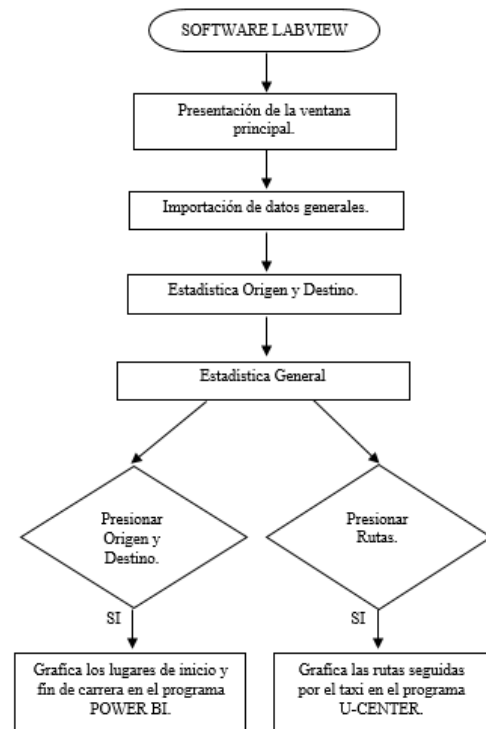 SOFTWARE LABVIEW
Presentación de la ventana
principal.
Importación de datos generales.
Estadística Origen y Destino.
Estadística General
Presionar
Origen y
Destino.
Presionar
Rutas.
SI
SI
Grafica los lugares de inicio y
fin de carrera en el programa
POWER BI.
Grafica las rutas seguidas
por el taxi en el programa
U-CENTER.